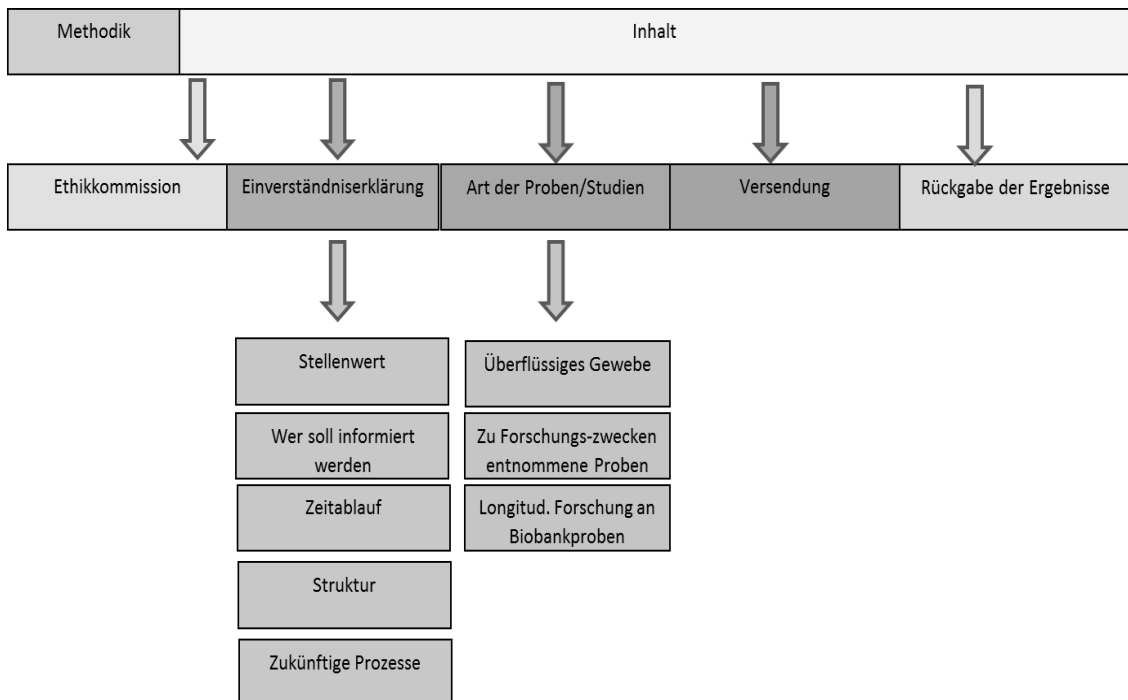 Methodik
Inhalt
Ethikkommission
Einverständniserklärung
Art der Proben/Studien
Versendung
Rückgabe der Ergebnisse
Stellenwert
Wer soll informiert
werden
Zeitablauf
Struktur
Zukünftige Prozesse
Überflüssiges Gewebe
Zu Forschungs-zwecken
entnommene Proben
Longitud. Forschung an
Biobankproben